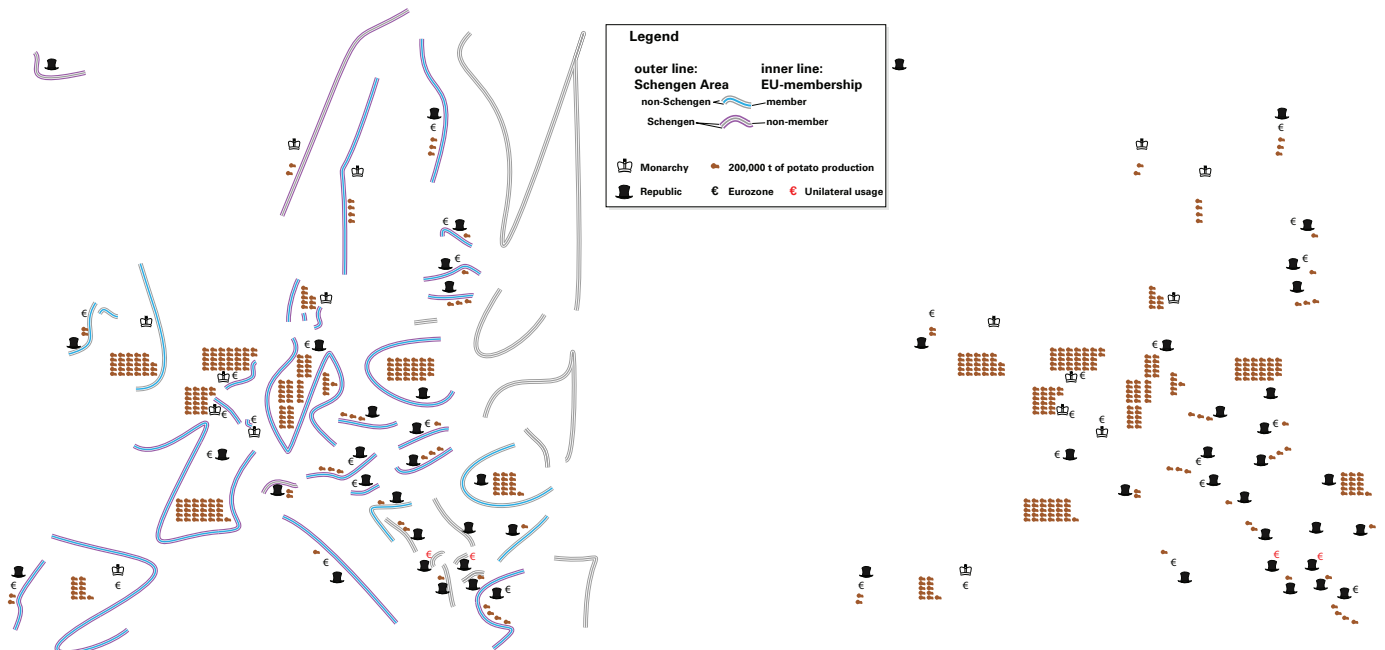 Legend
outer line: inner line:
Schengen Area EU-membership
non-Schengen member
Schengen non-member
Monarchy 200,000 t of potato production
Republic € Eurozone € Unilateral usage